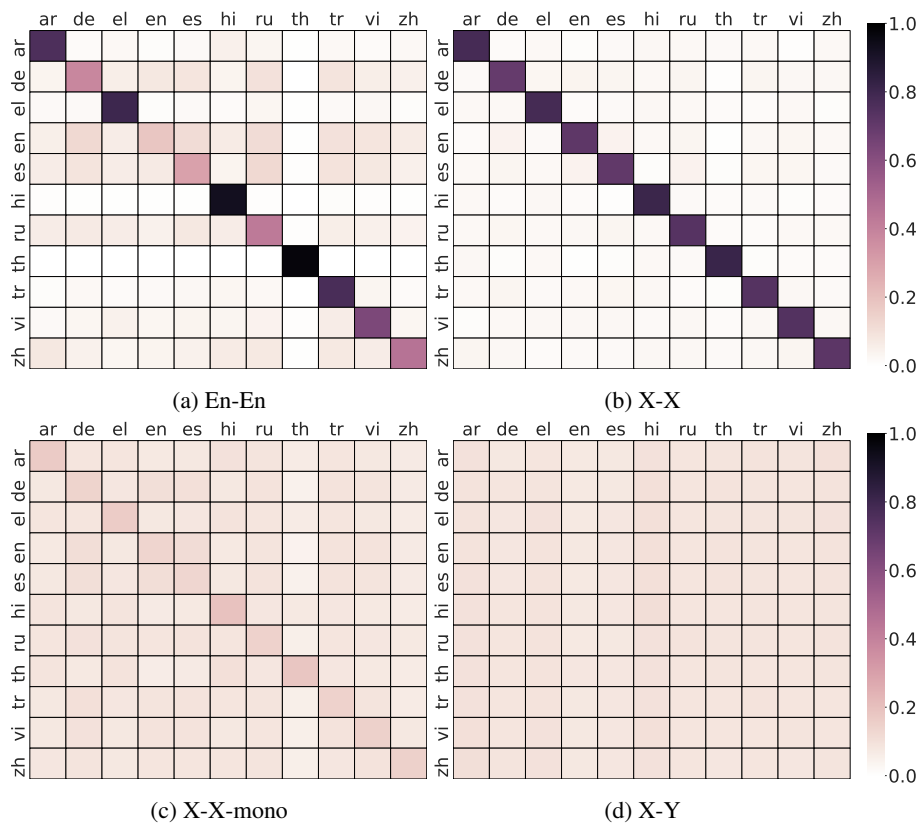 ar de el en es hi ru th tr vi zh
ar de el en es hi ru th tr vi zh
ar
de
el
en
es
hi
ru
th
tr
vi
zh
ar
de
el
en
es
hi
ru
th
tr
vi
zh
1.0
0.8
0.6
0.4
0.2
0.0
(a) En-En
(b) X-X
ar de el en es hi ru th tr vi zh
ar de el en es hi ru th tr vi zh
ar
de
el
en
es
hi
ru
th
tr
vi
zh
ar
de
el
en
es
hi
ru
th
tr
vi
zh
1.0
0.8
0.6
0.4
0.2
0.0
(c) X-X-mono
(d) X-Y